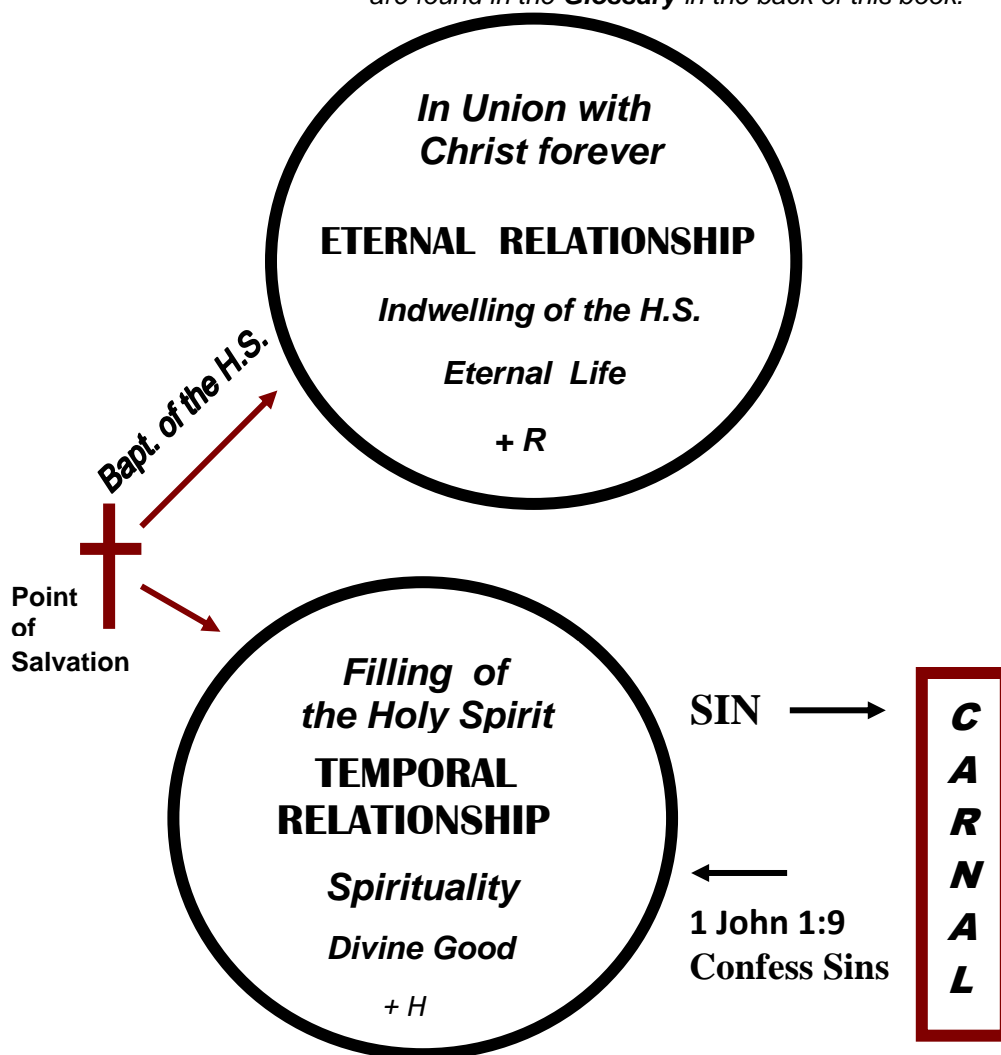 are found in the Glossary in the back of this book.
In Union with
Christ forever
ETERNAL RELATIONSHIP
Indwelling of the H.S.
Eternal Life
+ R
Bapt. of the H.S.
Point
of
Salvation
Filling of
the Holy Spirit
TEMPORAL
RELATIONSHIP
Spirituality
Divine Good
+ H
SIN
1 John 1:9
Confess Sins
C
A
R
N
A
L